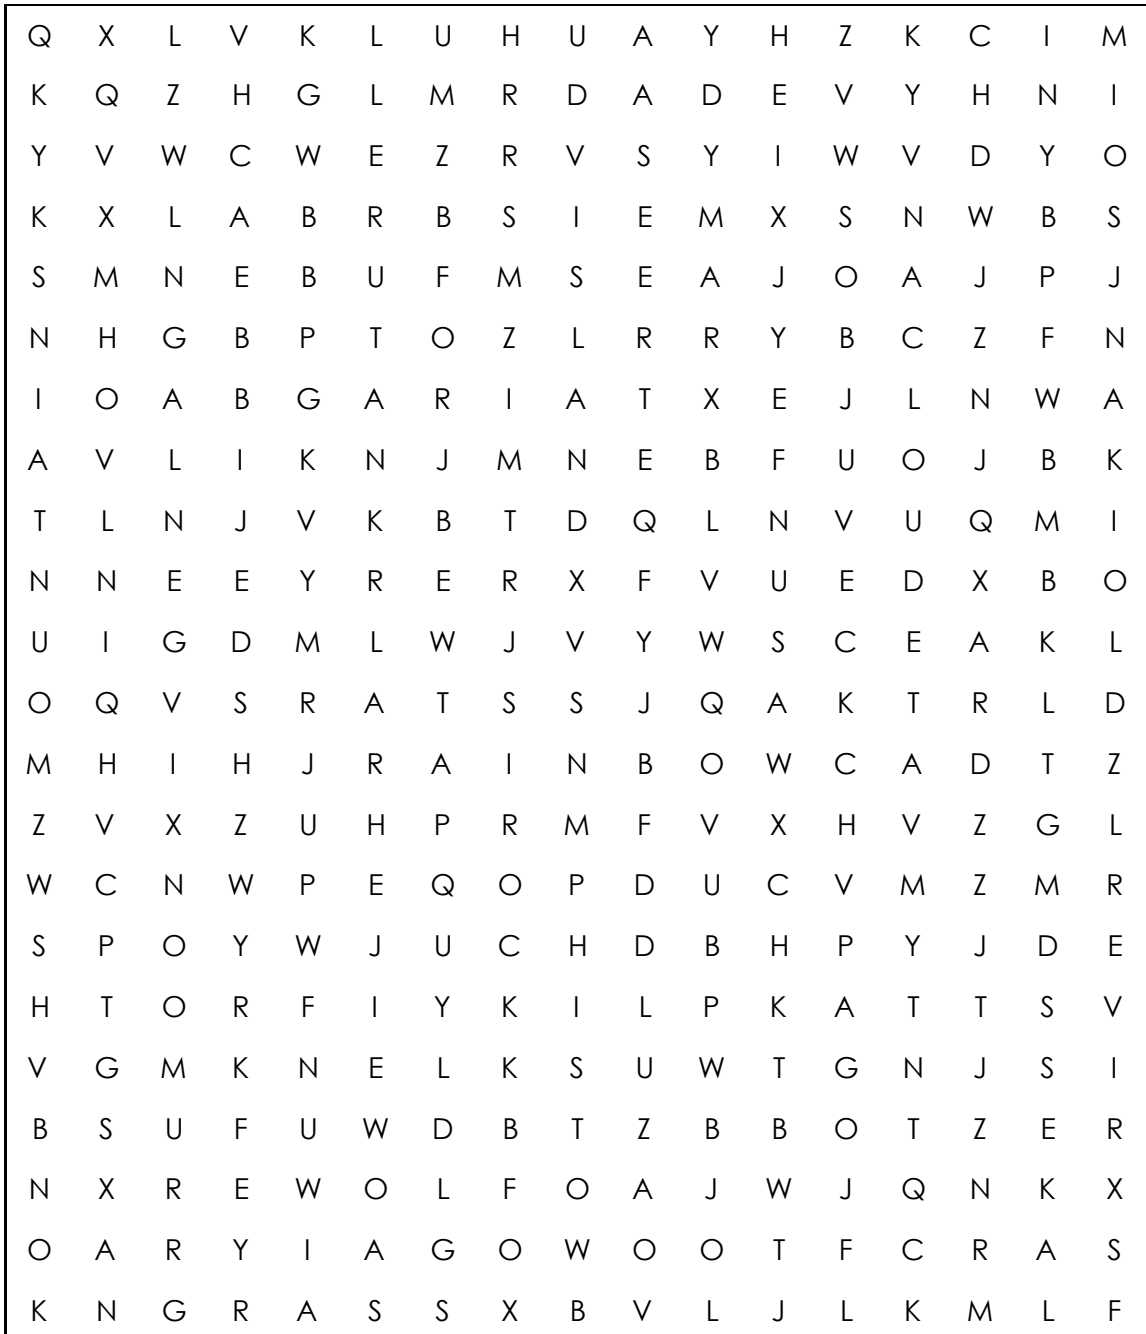 Q X L V K L U H U A Y H Z K C I M
K Q Z H G L M R D A D E V Y H N I
Y V W C W E Z R V S Y I W V D Y O
K X L A B R B S I E M X S N W B S
S M N E B U F M S E A J O A J P J
N H G B P T O Z L R R Y B C Z F N
I O A B G A R I A T X E J L N W A
A V L I K N J M N E B F U O J B K
T L N J V K B T D Q L N V U Q M I
N N E E Y R E R X F V U E D X B O
U I G D M L W J V Y W S C E A K L
O Q V S R A T S S J Q A K T R L D
M H I H J R A I N B O W C A D T Z
Z V X Z U H P R M F V X H V Z G L
W C N W P E Q O P D U C V M Z M R
S P O Y W J U C H D B H P Y J D E
H T O R F I Y K I L P K A T T S V
V G M K N E L K S U W T G N J S I
B S U F U W D B T Z B B O T Z E R
N X R E W O L F O A J W J Q N K X
O A R Y I A G O W O O T F C R A S
K N G R A S S X B V L J L K M L F